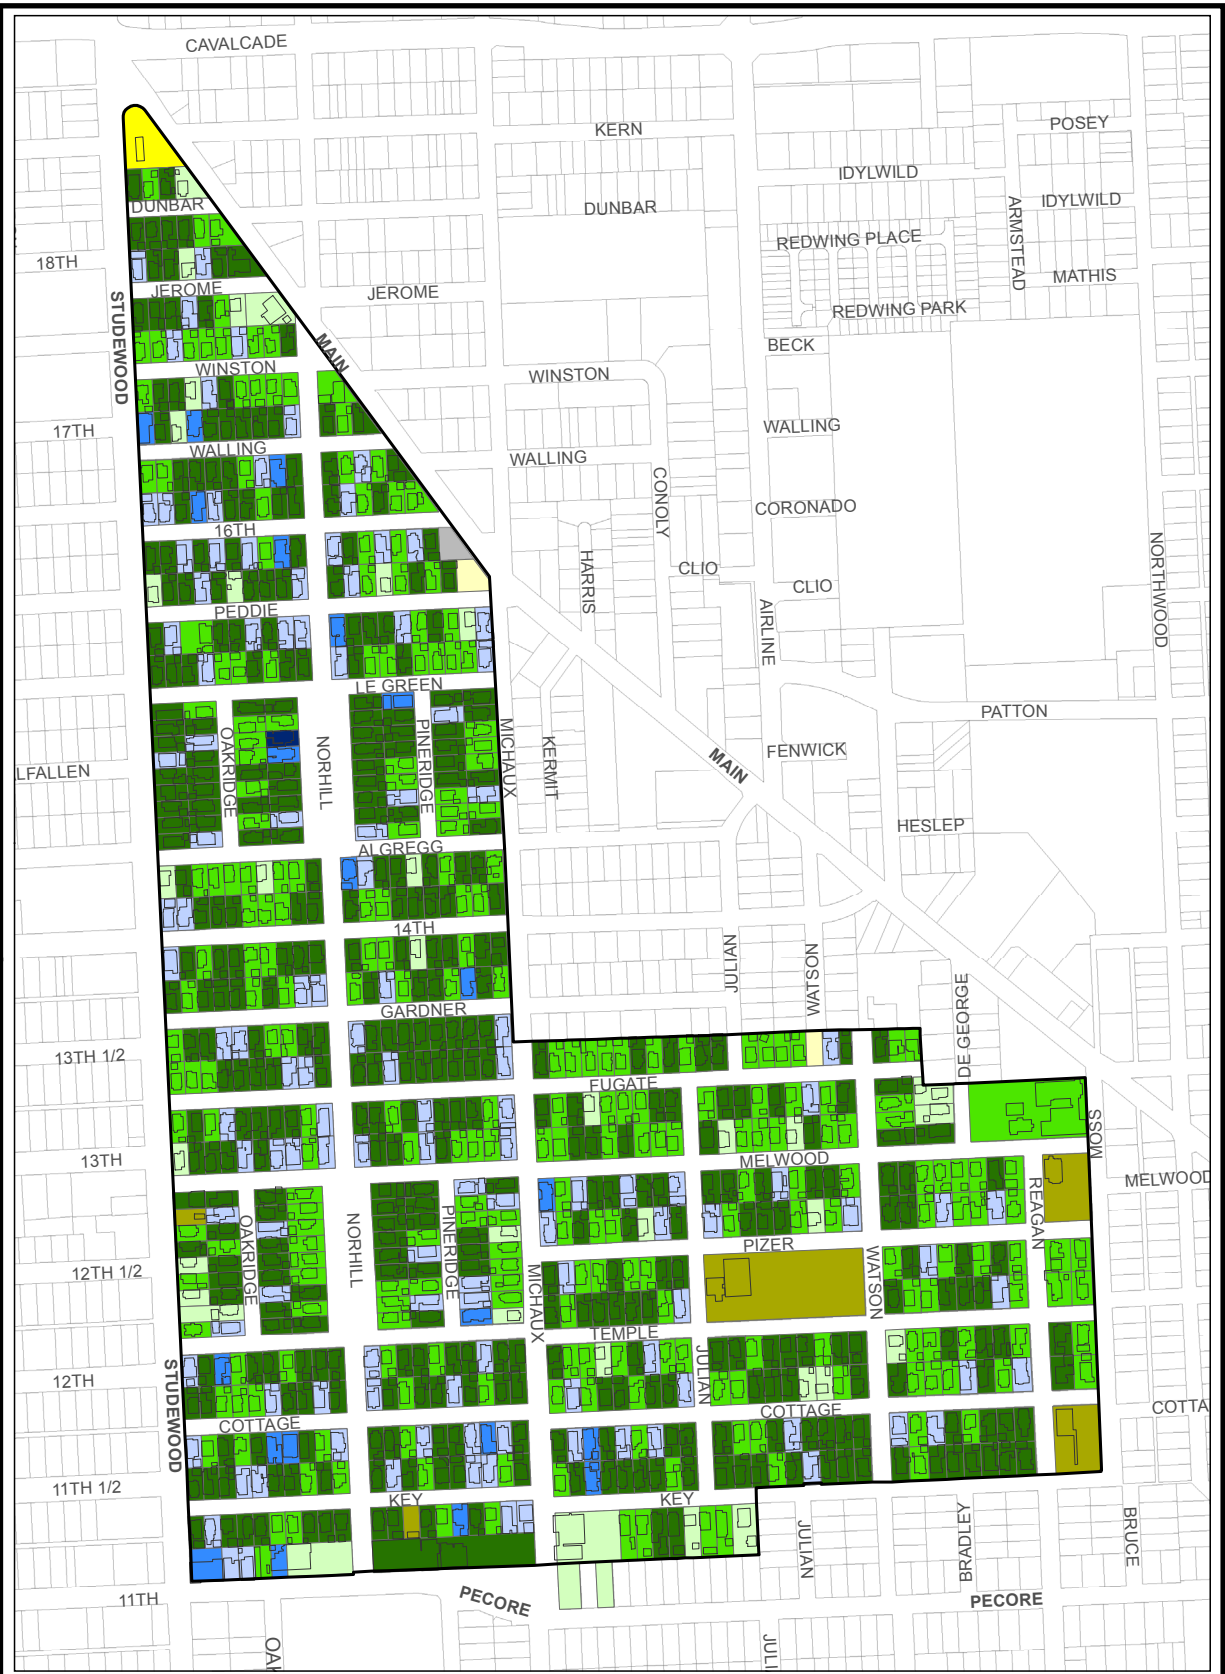 CAVALCADE
KERN
POSEY
IDYLWILD
DUNBAR
DUNBAR
IDYLWILD
ARMSTEAD
REDWING PLACE
18TH
MATHIS
JEROME
JEROME
STUDEWOOD
REDWING PARK
MAIN
BECK
WINSTON
WINSTON
17TH
WALLING
WALLING
WALLING
CONOLY
CORONADO
16TH
NORTHWOOD
HARRIS
CLIO
CLIO
PEDDIE
AIRLINE
LE GREEN
PATTON
OAKRIDGE
NORHILL
PINERIDGE
MICHAUX
KERMIT
MAIN
FENWICK
LFALLEN
HESLEP
ALGREGG
14TH
JULIAN
WATSON
DE GEORGE
GARDNER
13TH 1/2
FUGATE
MOSS
13TH
MELWOOD
MELWOOD
REAGAN
OAKRIDGE
NORHILL
PINERIDGE
MICHAUX
PIZER
WATSON
12TH 1/2
TEMPLE
JULIAN
STUDEWOOD
12TH
COTTAGE
COTTAGE
COTTA
11TH 1/2
KEY
KEY
JULIAN
BRADLEY
BRUCE
11TH
PECORE
PECORE
OAK
JULI